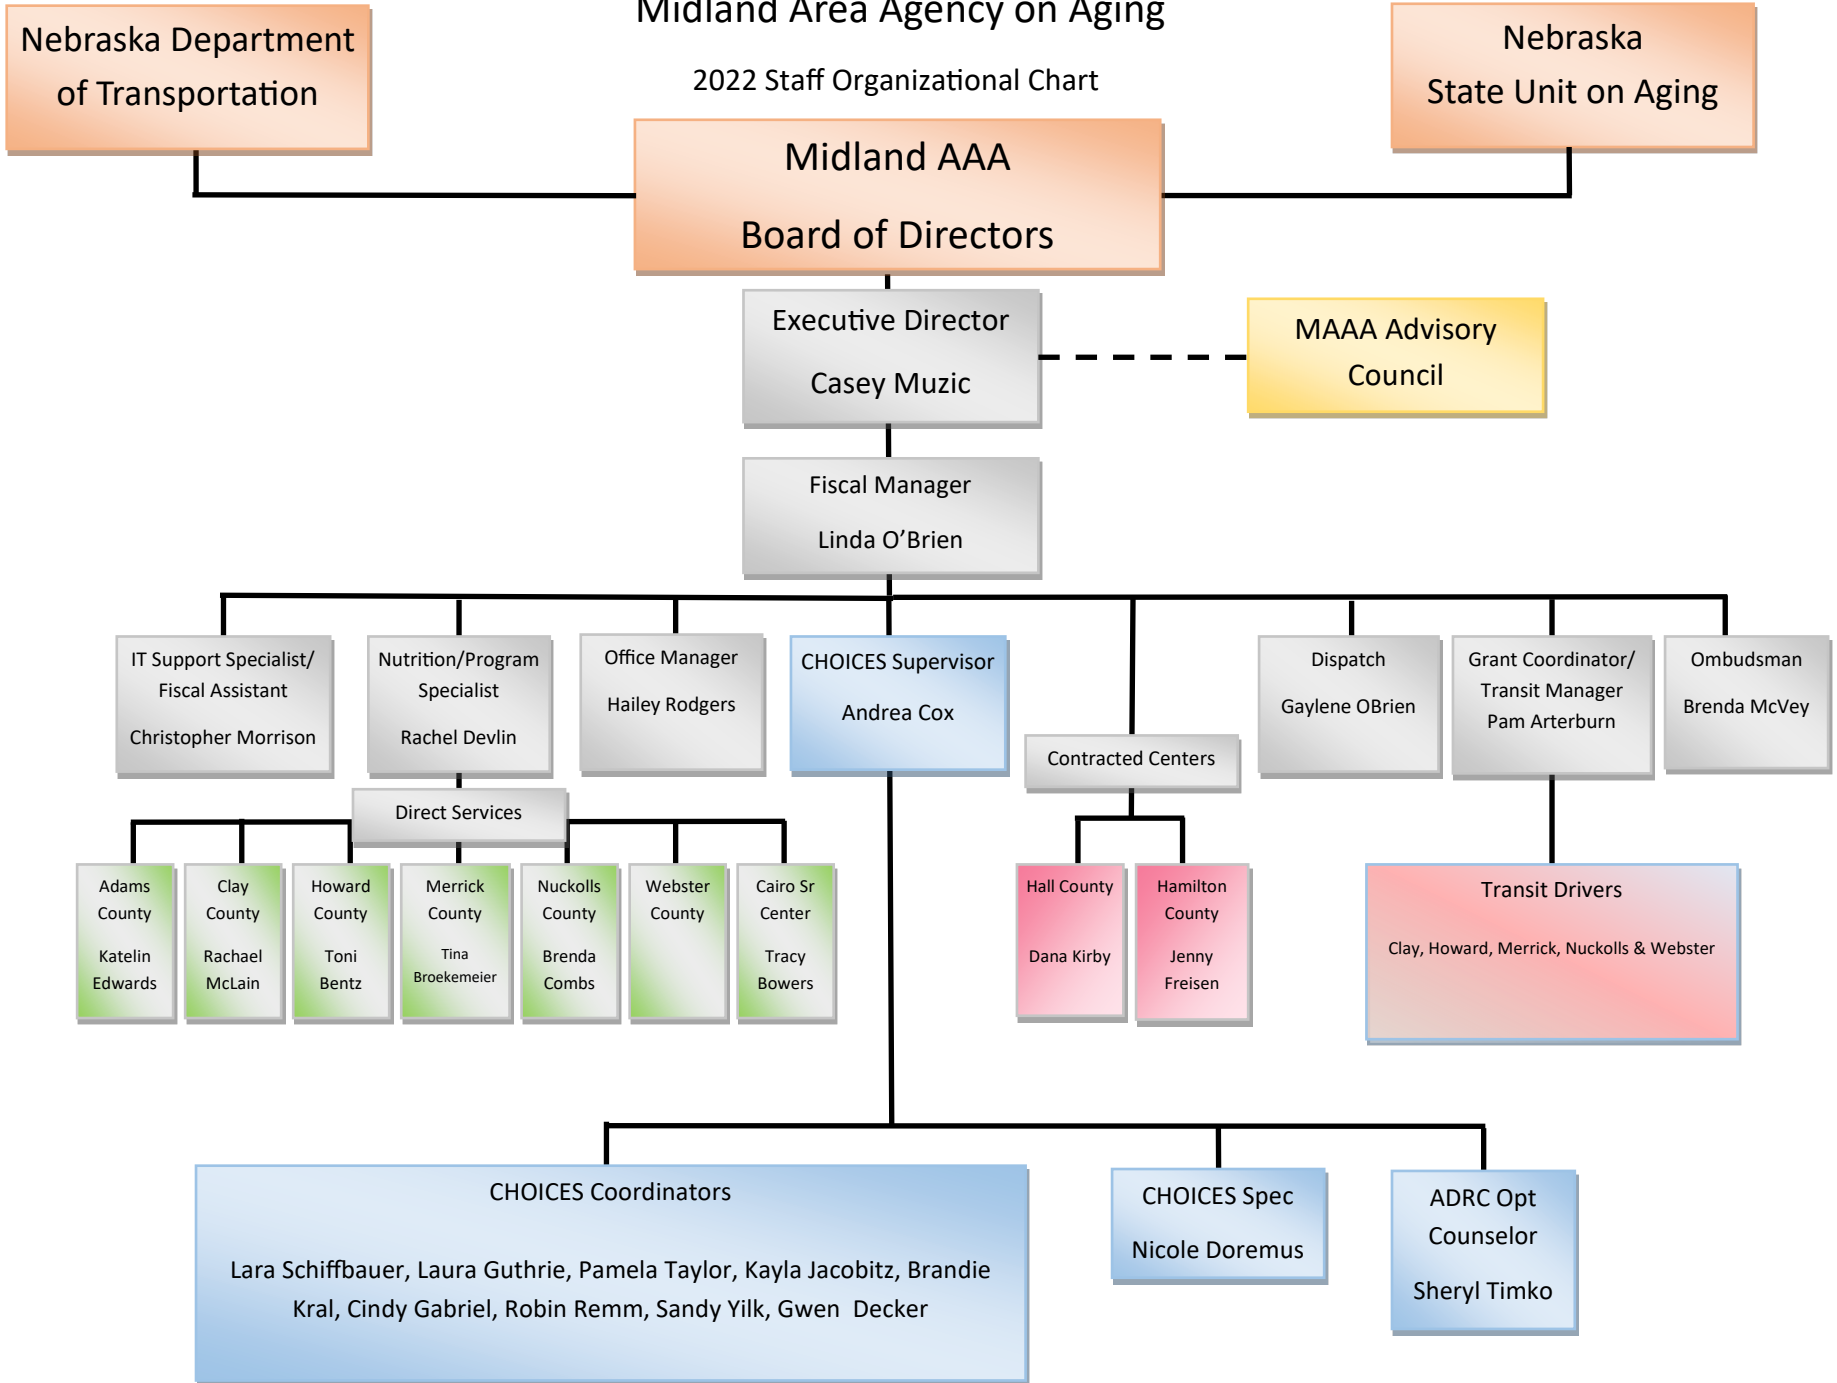 Midland Area Agency on Aging
2022 Staff Organizational Chart
Nebraska Department
of Transportation
Nebraska
State Unit on Aging
Midland AAA
Board of Directors
Executive Director
Casey Muzic
MAAA Advisory
Council
Fiscal Manager
Linda O’Brien
IT Support Specialist/
Fiscal Assistant
Christopher Morrison
Nutrition/Program
Specialist
Rachel Devlin
Office Manager
Hailey Rodgers
CHOICES Supervisor
Andrea Cox
Contracted Centers
Dispatch
Gaylene OBrien
Grant Coordinator/
Transit Manager
Pam Arterburn
Ombudsman
Brenda McVey
Direct Services
Adams
County
Katelin
Edwards
Clay
County
Rachael
McLain
Howard
County
Toni
Bentz
Merrick
County
Tina
Broekemeier
Nuckolls
County
Brenda
Combs
Webster
County
Cairo Sr
Center
Tracy
Bowers
Hall County
Dana Kirby
Hamilton
County
Jenny
Freisen
Transit Drivers
Clay, Howard, Merrick, Nuckolls & Webster
CHOICES Coordinators
Lara Schiffbauer, Laura Guthrie, Pamela Taylor, Kayla Jacobitz, Brandie
Kral, Cindy Gabriel, Robin Remm, Sandy Yilk, Gwen  Decker
CHOICES Spec
Nicole Doremus
ADRC Opt
Counselor
Sheryl Timko